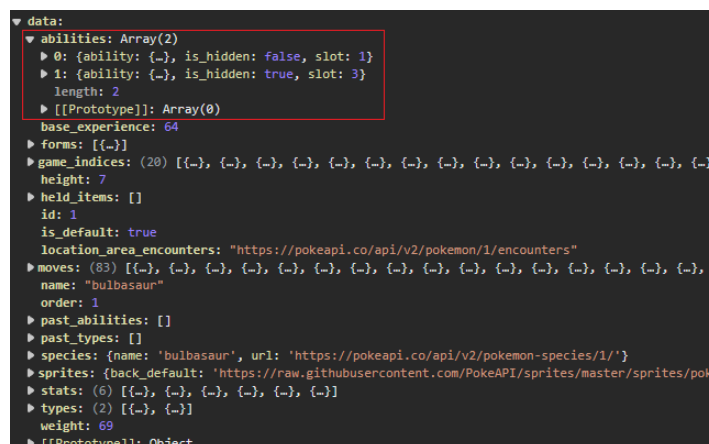 ▼ data:
▼ abilities: Array(2)
▶ 0: {ability: {…}, is_hidden: false, slot: 1}
▶ 1: {ability: {…}, is_hidden: true, slot: 3}
length: 2
▶ [[Prototype]]: Array(0)
base_experience: 64
▶ forms: [{…}]
▶ game_indices: (20) [{…}, {…}, {…}, {…}, {…}, {…}, {…}, {…}, {…}, {…}, {…}, {…}, {…}, {…}, {…}
height: 7
▶ held_items: []
id: 1
is_default: true
location_area_encounters: "https://pokeapi.co/api/v2/pokemon/1/encounters"
▶ moves: (83) [{…}, {…}, {…}, {…}, {…}, {…}, {…}, {…}, {…}, {…}, {…}, {…}, {…}, {…}, {…}, {…},
name: "bulbasaur"
order: 1
▶ past_abilities: []
▶ past_types: []
▶ species: {name: 'bulbasaur', url: 'https://pokeapi.co/api/v2/pokemon-species/1/'}
▶ sprites: {back_default: 'https://raw.githubusercontent.com/PokeAPI/sprites/master/sprites/pok
▶ stats: (6) [{…}, {…}, {…}, {…}, {…}, {…}]
▶ types: (2) [{…}, {…}]
weight: 69
▶ [[Prototype]]: Object